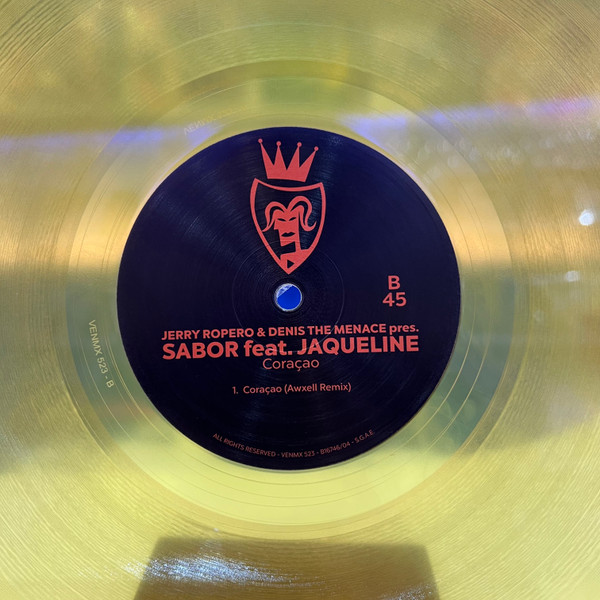 B
45
JERRY ROPERO & DENIS THE MENACE pres.
SABOR feat. JAQUELINE
Coraçao
1. Coraçao (Awxell Remix)
ALL RIGHTS RESERVED - VENMX 523 - B16746/04 - S.G.A.E.
VENMX 523 - B